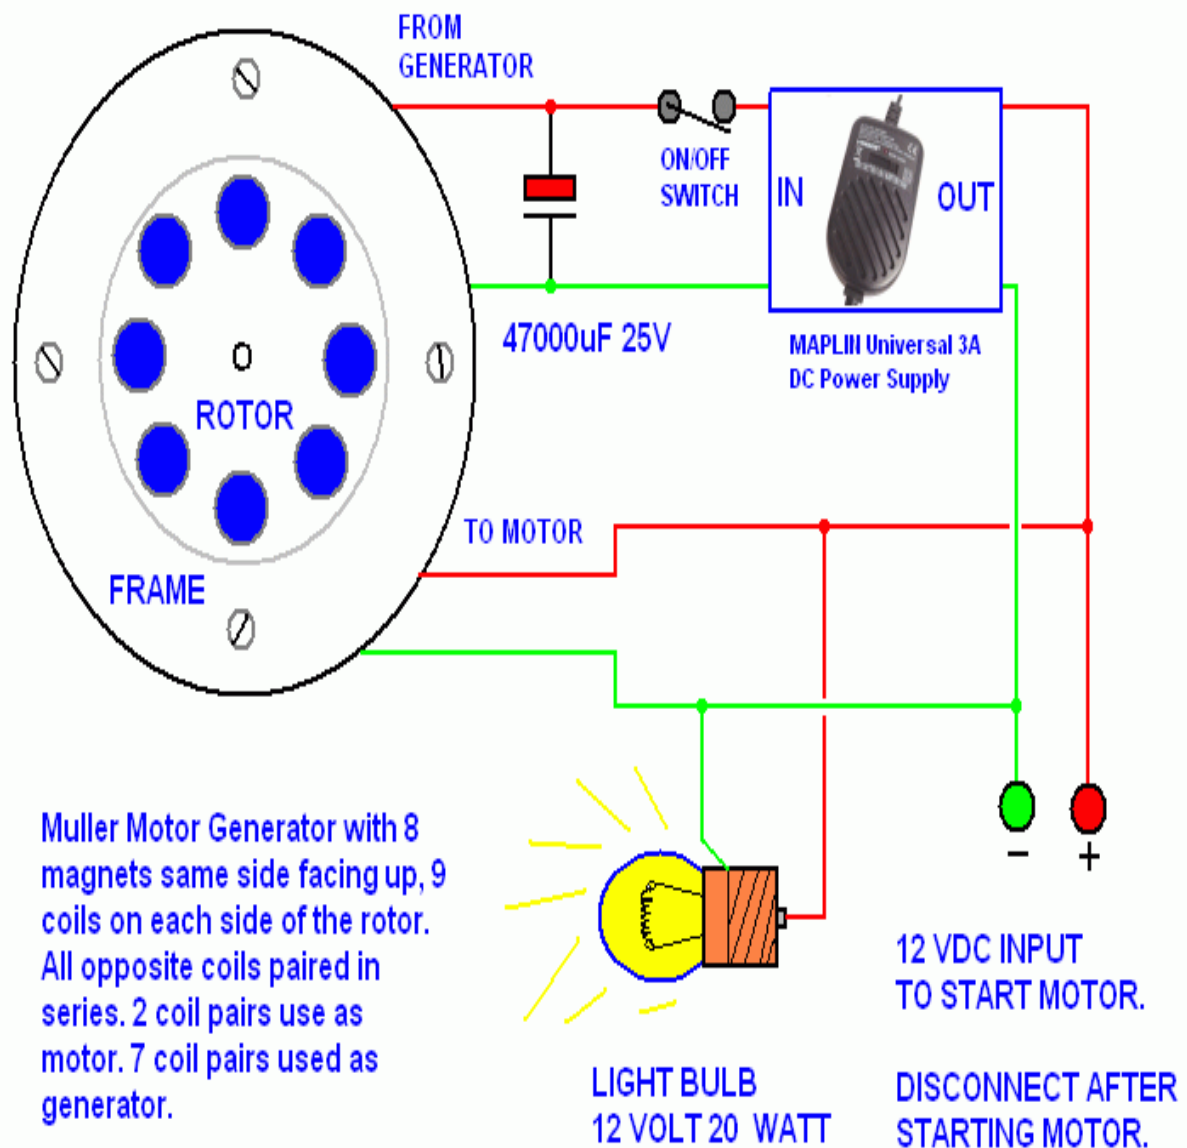 FROM
GENERATOR
ON/OFF
SWITCH
IN
OUT
47000uF 25V
MAPLIN Universal 3A
DC Power Supply
ROTOR
TO MOTOR
FRAME
Muller Motor Generator with 8
magnets same side facing up, 9
coils on each side of the rotor.
All opposite coils paired in
series. 2 coil pairs use as
motor. 7 coil pairs used as
generator.
- +
12 VDC INPUT
TO START MOTOR.
LIGHT BULB
12 VOLT 20 WATT
DISCONNECT AFTER
STARTING MOTOR.